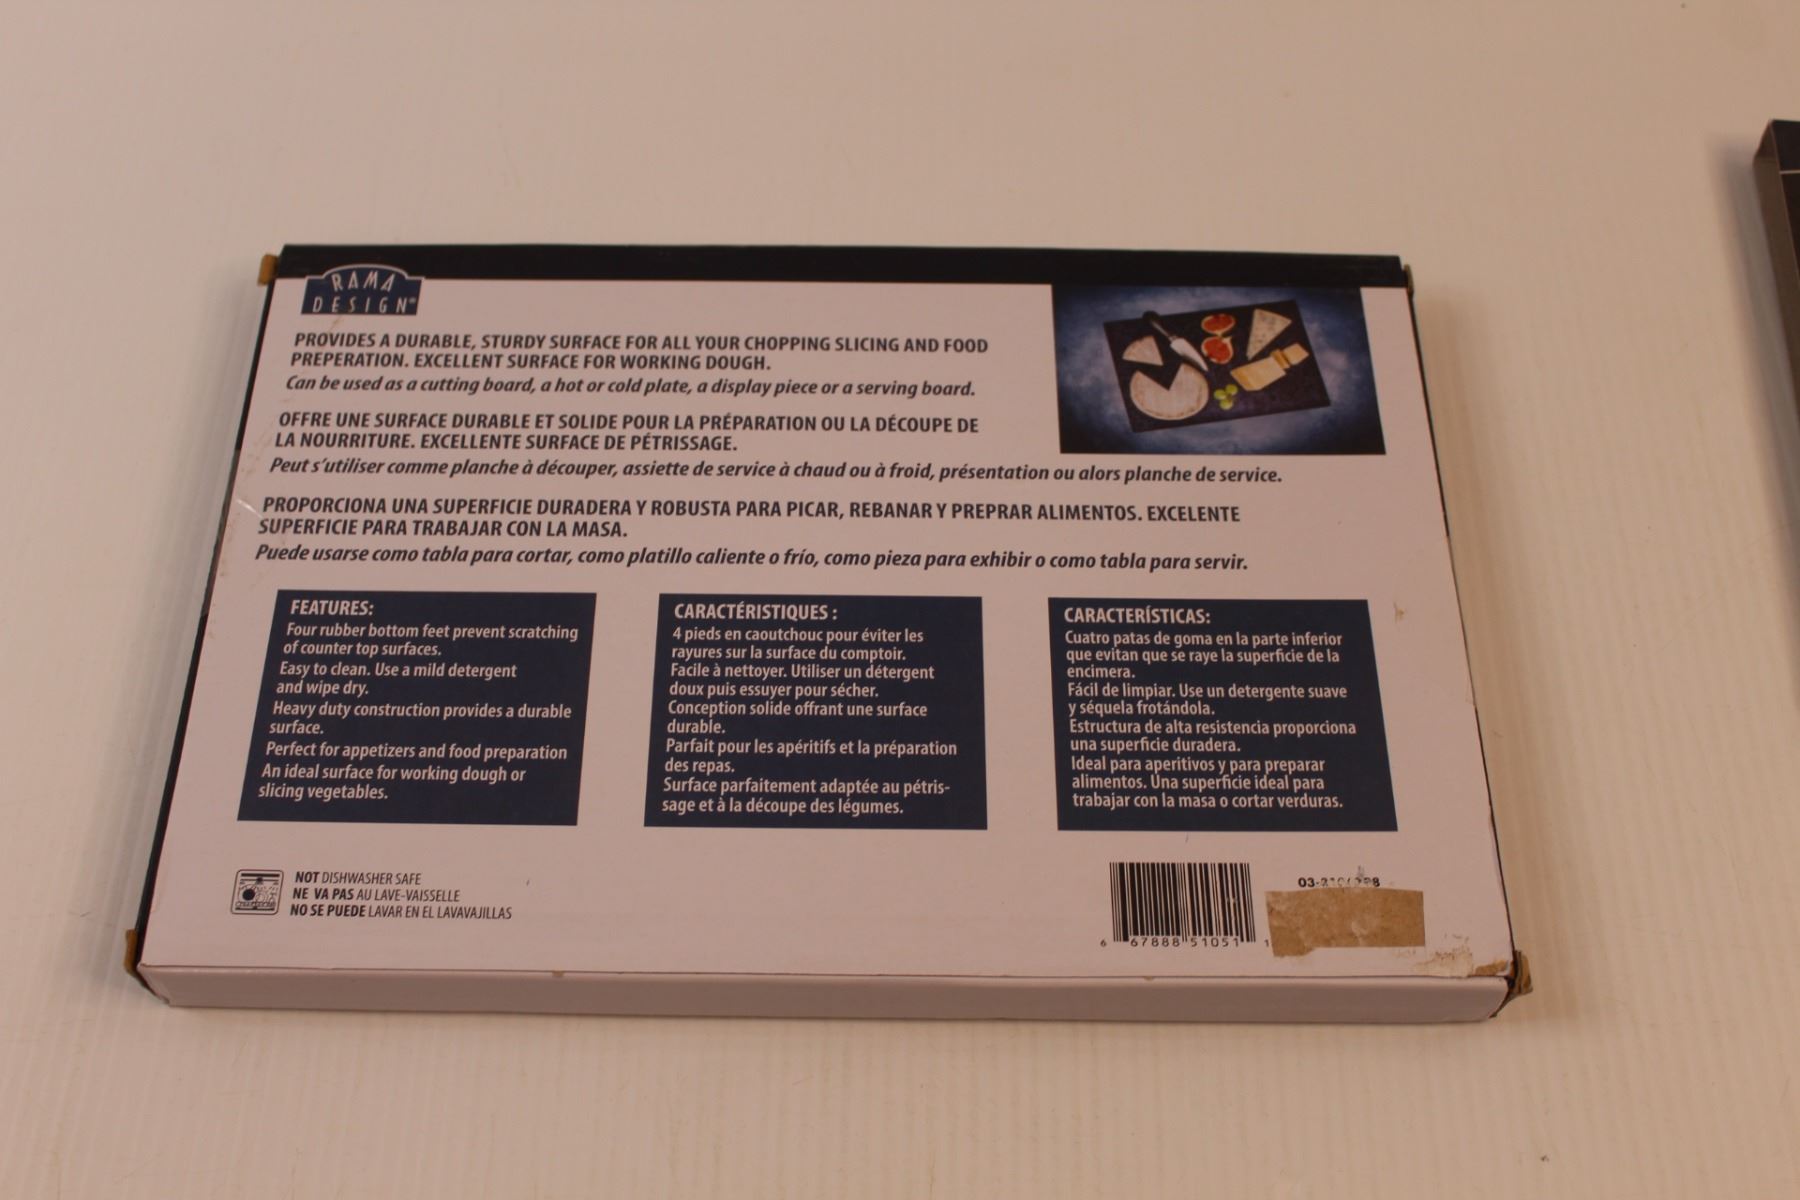 RAMA
DESIGN®
PROVIDES A DURABLE, STURDY SURFACE FOR ALL YOUR CHOPPING SLICING AND FOOD
PREPERATION. EXCELLENT SURFACE FOR WORKING DOUGH.
Can be used as a cutting board, a hot or cold plate, a display piece or a serving board.
OFFRE UNE SURFACE DURABLE ET SOLIDE POUR LA PRÉPARATION OU LA DÉCOUPE DE
LA NOURRITURE. EXCELLENTE SURFACE DE PÉTRISSAGE.
Peut s'utiliser comme planche à découper, assiette de service à chaud ou à froid, présentation ou alors planche de service.
PROPORCIONA UNA SUPERFICIE DURADERA Y ROBUSTA PARA PICAR, REBANAR Y PREPRAR ALIMENTOS. EXCELENTE
SUPERFICIE PARA TRABAJAR CON LA MASA.
Puede usarse como tabla para cortar, como platillo caliente o frío, como pieza para exhibir o como tabla para servir.
FEATURES:
Four rubber bottom feet prevent scratching
of counter top surfaces.
Easy to clean. Use a mild detergent
and wipe dry.
Heavy duty construction provides a durable
surface.
Perfect for appetizers and food preparation
An ideal surface for working dough or
slicing vegetables.
CARACTÉRISTIQUES :
4 pieds en caoutchouc pour éviter les
rayures sur la surface du comptoir.
Facile à nettoyer. Utiliser un détergent
doux puis essuyer pour sécher.
Conception solide offrant une surface
durable.
Parfait pour les apéritifs et la préparation
des repas.
Surface parfaitement adaptée au pétris-
sage et à la découpe des légumes.
CARACTERÍSTICAS:
Cuatro patas de goma en la parte inferior
que evitan que se raye la superficie de la
encimera.
Fácil de limpiar. Use un detergente suave
y séquela frotándola.
Estructura de alta resistencia proporciona
una superficie duradera.
Ideal para aperitivos y para preparar
alimentos. Una superficie ideal para
trabajar con la masa o cortar verduras.
NOT DISHWASHER SAFE
NE VA PAS AU LAVE-VAISSELLE
NO SE PUEDE LAVAR EN EL LAVAVAJILLAS
6 67888 51051 1